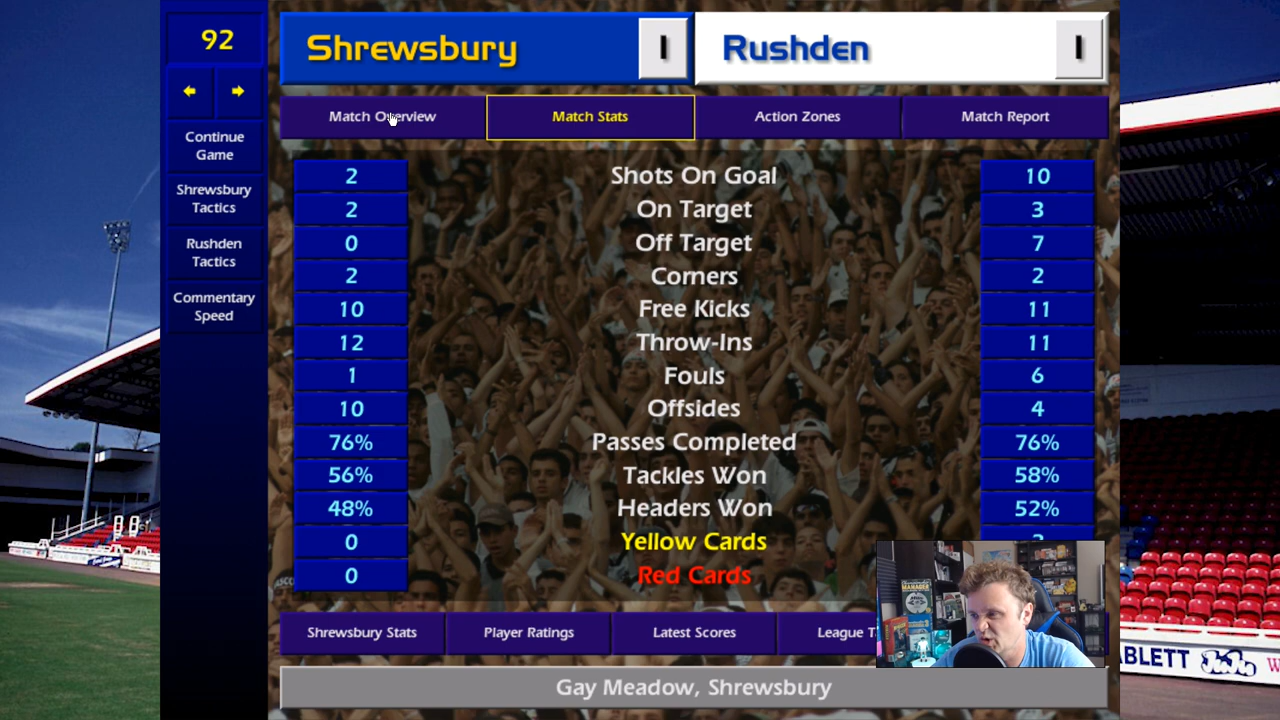 92
Shrewsbury 1
Rushden 1
Match Overview
Match Stats
Action Zones
Match Report
Continue
Game
Shrewsbury
Tactics
Rushden
Tactics
Commentary
Speed
2 Shots On Goal 10
2 On Target 3
0 Off Target 7
2 Corners 2
10 Free Kicks 11
12 Throw-Ins 11
1 Fouls 6
10 Offsides 4
76% Passes Completed 76%
56% Tackles Won 58%
48% Headers Won 52%
0 Yellow Cards
0 Red Cards
Shrewsbury Stats
Player Ratings
Latest Scores
League T
Gay Meadow, Shrewsbury
MANAGER
BLETT JuJu